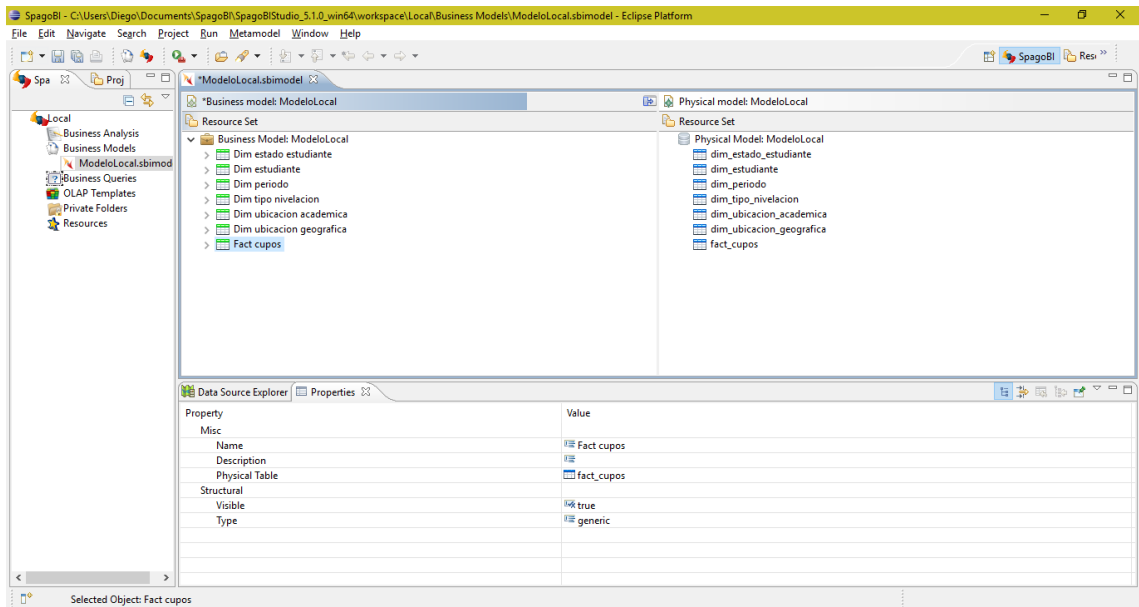 SpagoBI - C:\Users\Diego\Documents\SpagoBI\SpagoBIStudio_5.1.0_win64\workspace\Local\Business Models\ModeloLocal.sbimodel - Eclipse Platform
File Edit Navigate Search Project Run Metamodel Window Help
SpagoBI Res »
Spa Proj
*ModeloLocal.sbimodel
Local
Business Analysis
Business Models
ModeloLocal.sbimod
Business Queries
OLAP Templates
Private Folders
Resources
*Business model: ModeloLocal
Resource Set
Business Model: ModeloLocal
Dim estado estudiante
Dim estudiante
Dim periodo
Dim tipo nivelacion
Dim ubicacion academica
Dim ubicacion geografica
Fact cupos
Physical model: ModeloLocal
Resource Set
Physical Model: ModeloLocal
dim_estado_estudiante
dim_estudiante
dim_periodo
dim_tipo_nivelacion
dim_ubicacion_academica
dim_ubicacion_geografica
fact_cupos
Data Source Explorer Properties
Property Value
Misc
Name Fact cupos
Description
Physical Table fact_cupos
Structural
Visible true
Type generic
Selected Object: Fact cupos